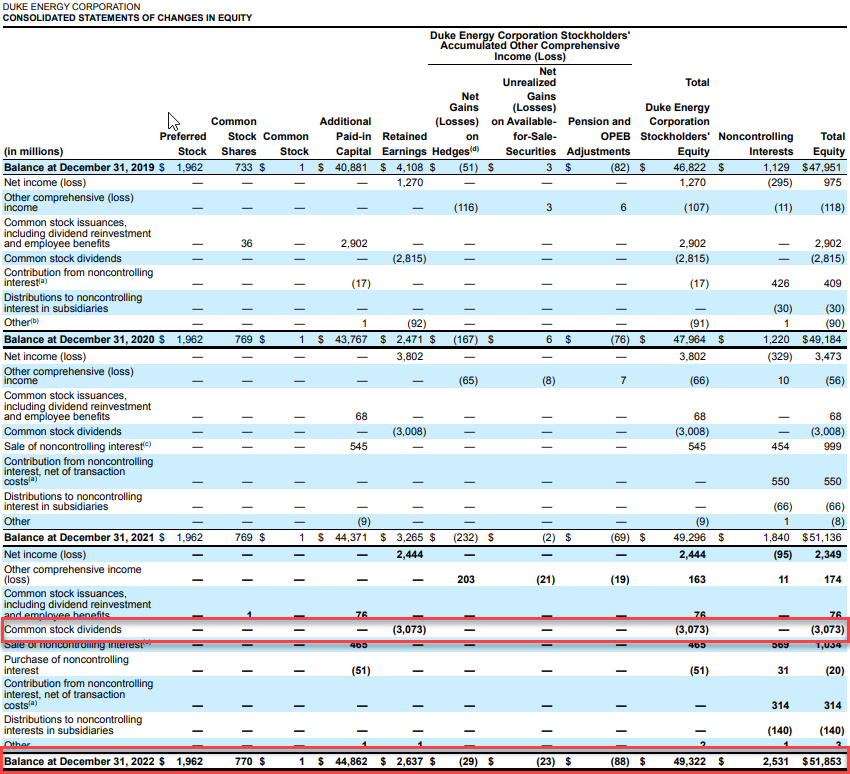 DUKE ENERGY CORPORATION
CONSOLIDATED STATEMENTS OF CHANGES IN EQUITY
Duke Energy Corporation Stockholders'
Accumulated Other Comprehensive
Income (Loss)
Net
Unrealized Total
Net Gains
Gains (Losses) Duke Energy
Common Additional (Losses) on Available- Pension and Corporation
Preferred Stock Common Paid-in Retained on for-Sale- OPEB Stockholders' Noncontrolling Total
(in millions) Stock Shares Stock Capital Earnings Hedges(d) Securities Adjustments Equity Interests Equity
Balance at December 31, 2019 $ 1,962 733 $ 1 $ 40,881 $ 4,108 $ (51) $ 3 $ (82) $ 46,822 $ 1,129 $47,951
Net income (loss) — — — — 1,270 — — — 1,270 (295) 975
Other comprehensive (loss)
income — — — — — (116) 3 6 (107) (11) (118)
Common stock issuances,
including dividend reinvestment
and employee benefits — 36 — 2,902 — — — — 2,902 — 2,902
Common stock dividends — — — — (2,815) — — — (2,815) — (2,815)
Contribution from noncontrolling
interest(a) — — — (17) — — — — (17) 426 409
Distributions to noncontrolling
interest in subsidiaries — — — — — — — — — (30) (30)
Other(b) — — — 1 (92) — — — (91) 1 (90)
Balance at December 31, 2020 $ 1,962 769 $ 1 $ 43,767 $ 2,471 $ (167) $ 6 $ (76) $ 47,964 $ 1,220 $49,184
Net income (loss) — — — — 3,802 — — — 3,802 (329) 3,473
Other comprehensive (loss)
income — — — — — (65) (8) 7 (66) 10 (56)
Common stock issuances,
including dividend reinvestment
and employee benefits — — — 68 — — — — 68 — 68
Common stock dividends — — — — (3,008) — — — (3,008) — (3,008)
Sale of noncontrolling interest(c) — — — 545 — — — — 545 454 999
Contribution from noncontrolling
interest, net of transaction
costs(a) — — — — — — — — — 550 550
Distributions to noncontrolling
interest in subsidiaries — — — — — — — — — (66) (66)
Other — — — (9) — — — — (9) 1 (8)
Balance at December 31, 2021 $ 1,962 769 $ 1 $ 44,371 $ 3,265 $ (232) $ (2) $ (69) $ 49,296 $ 1,840 $51,136
Net income (loss) — — — — 2,444 — — — 2,444 (95) 2,349
Other comprehensive income
(loss) — — — — — 203 (21) (19) 163 11 174
Common stock issuances,
including dividend reinvestment
and employee benefits — 1 — 76 — — — — 76 — 76
Common stock dividends — — — — (3,073) — — — (3,073) — (3,073)
Sale of noncontrolling interest — — — 465 — — — — 465 569 1,034
Purchase of noncontrolling
interest — — — (51) — — — — (51) 31 (20)
Contribution from noncontrolling
interest, net of transaction
costs(a) — — — — — — — — — 314 314
Distributions to noncontrolling
interests in subsidiaries — — — — — — — — — (140) (140)
Other — — — 1 1 — — — 2 1 3
Balance at December 31, 2022 $ 1,962 770 $ 1 $ 44,862 $ 2,637 $ (29) $ (23) $ (88) $ 49,322 $ 2,531 $51,853